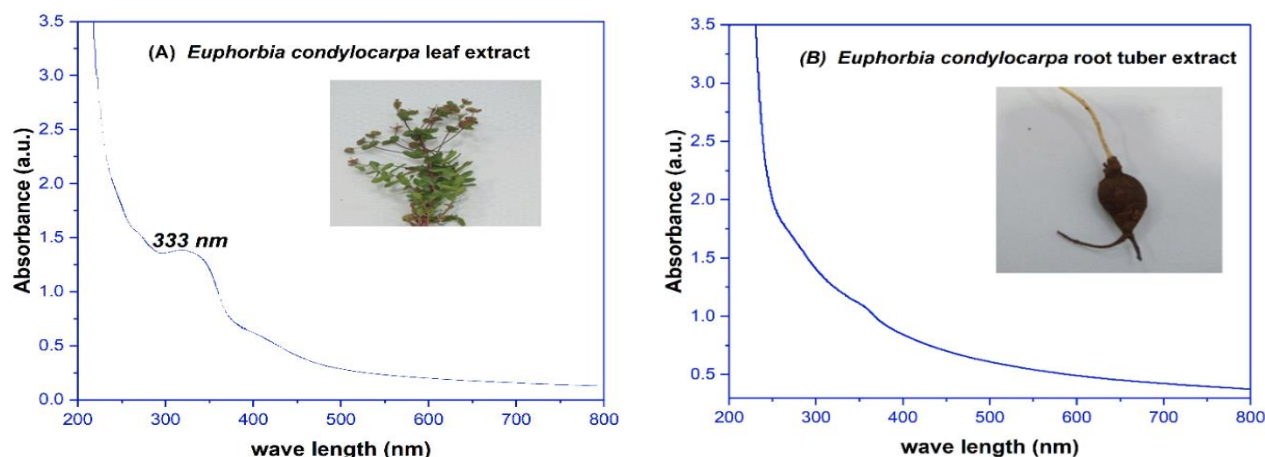 (A) Euphorbia condylocarpa leaf extract
Absorbance (a.u.)
3.5
3.0
2.5
2.0
1.5
1.0
0.5
0.0
333 nm
200 300 400 500 600 700 800
wave length (nm)
(B) Euphorbia condylocarpa root tuber extract
Absorbance (a.u.)
3.5
3.0
2.5
2.0
1.5
1.0
0.5
200 300 400 500 600 700 800
wave length (nm)